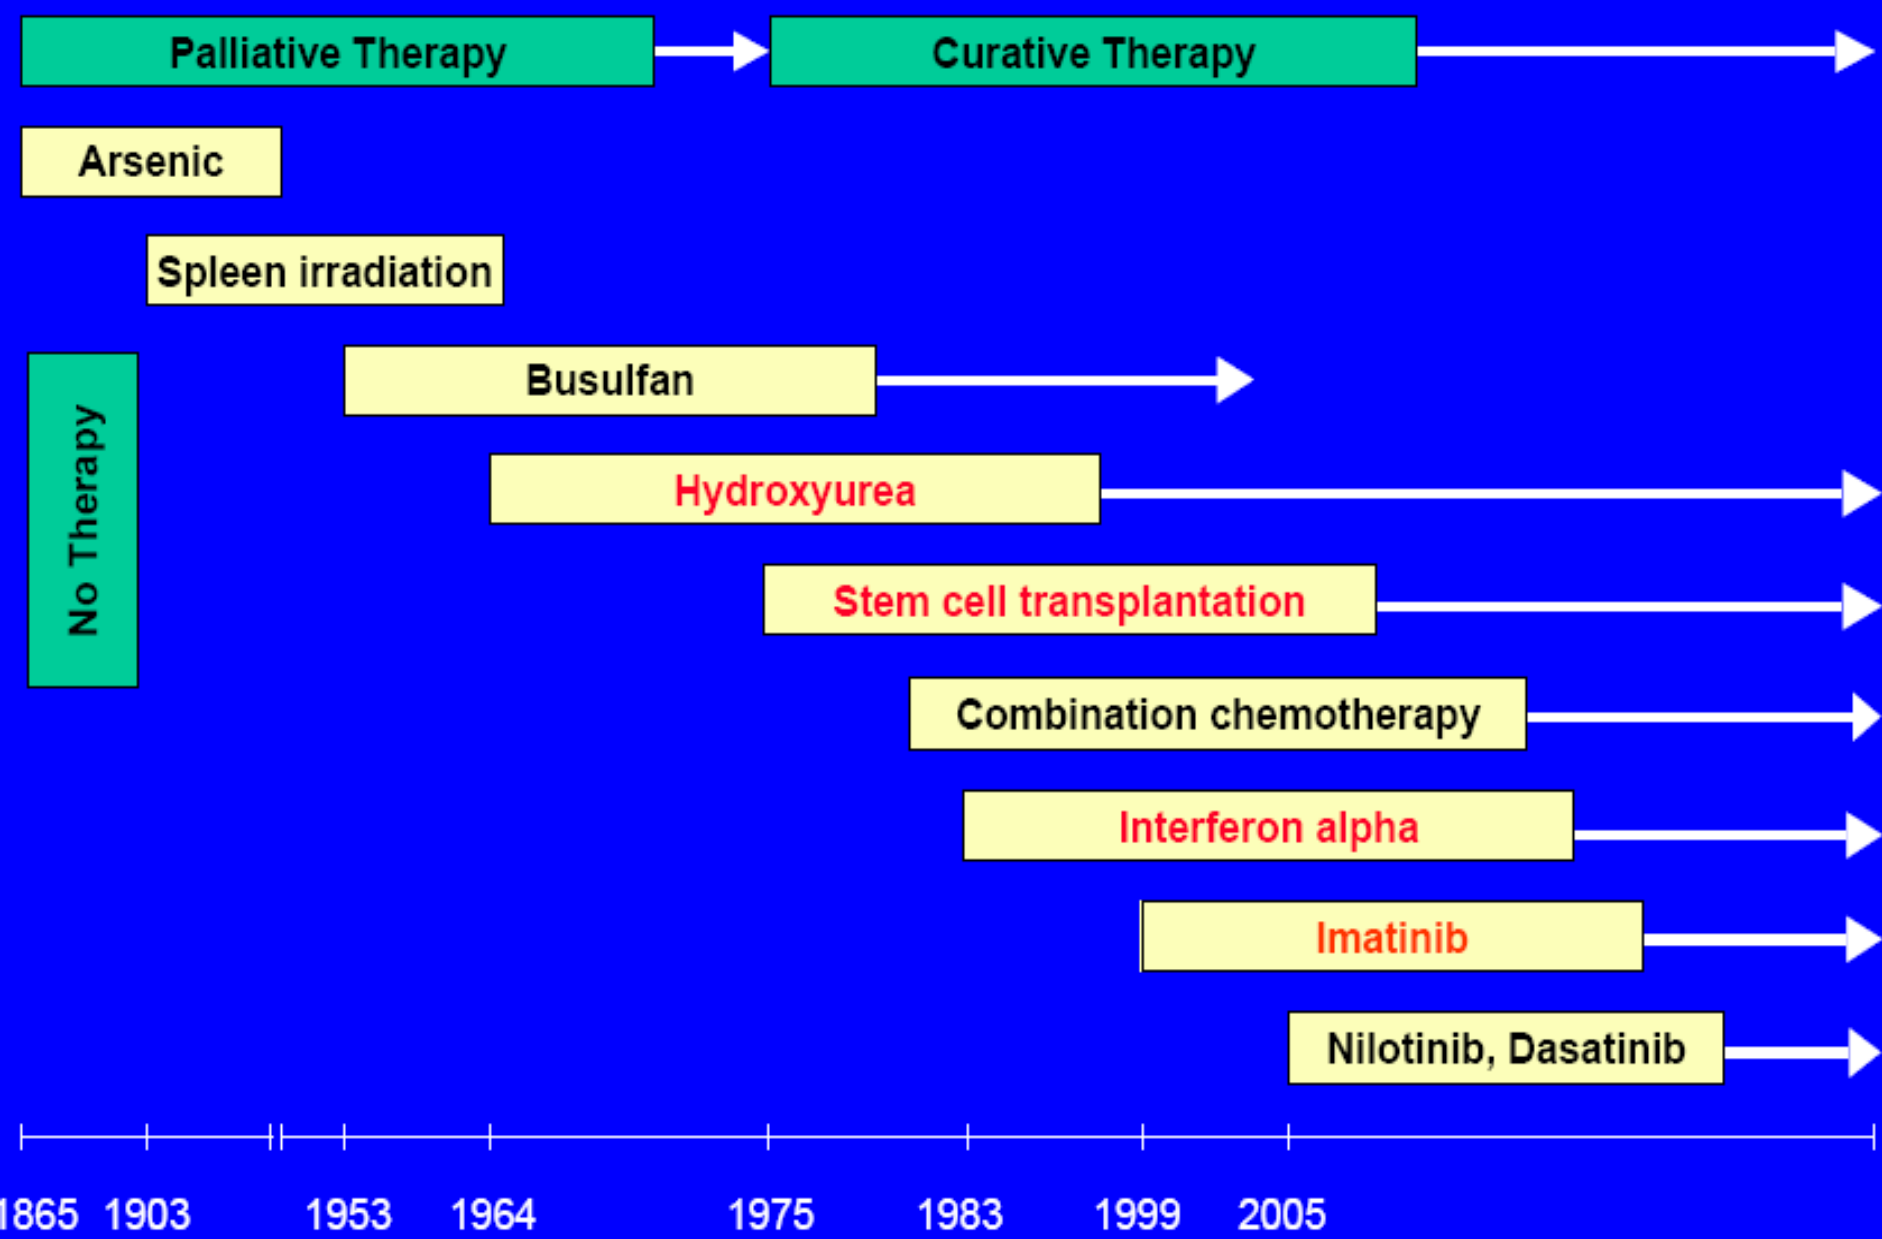 Palliative Therapy
Curative Therapy
Arsenic
Spleen irradiation
Busulfan
No Therapy
Hydroxyurea
Stem cell transplantation
Combination chemotherapy
Interferon alpha
Imatinib
Nilotinib, Dasatinib
1865 1903 1953 1964 1975 1983 1999 2005